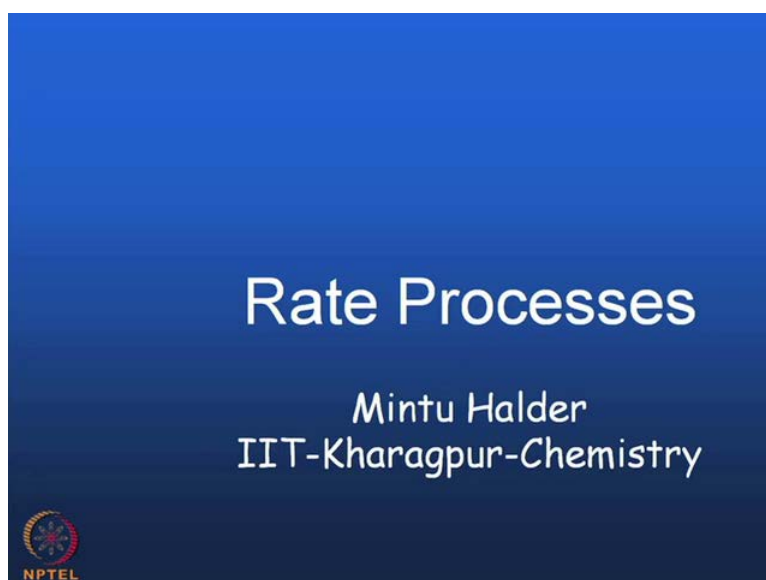 Rate Processes
Mintu Halder
IIT-Kharagpur-Chemistry
NPTEL